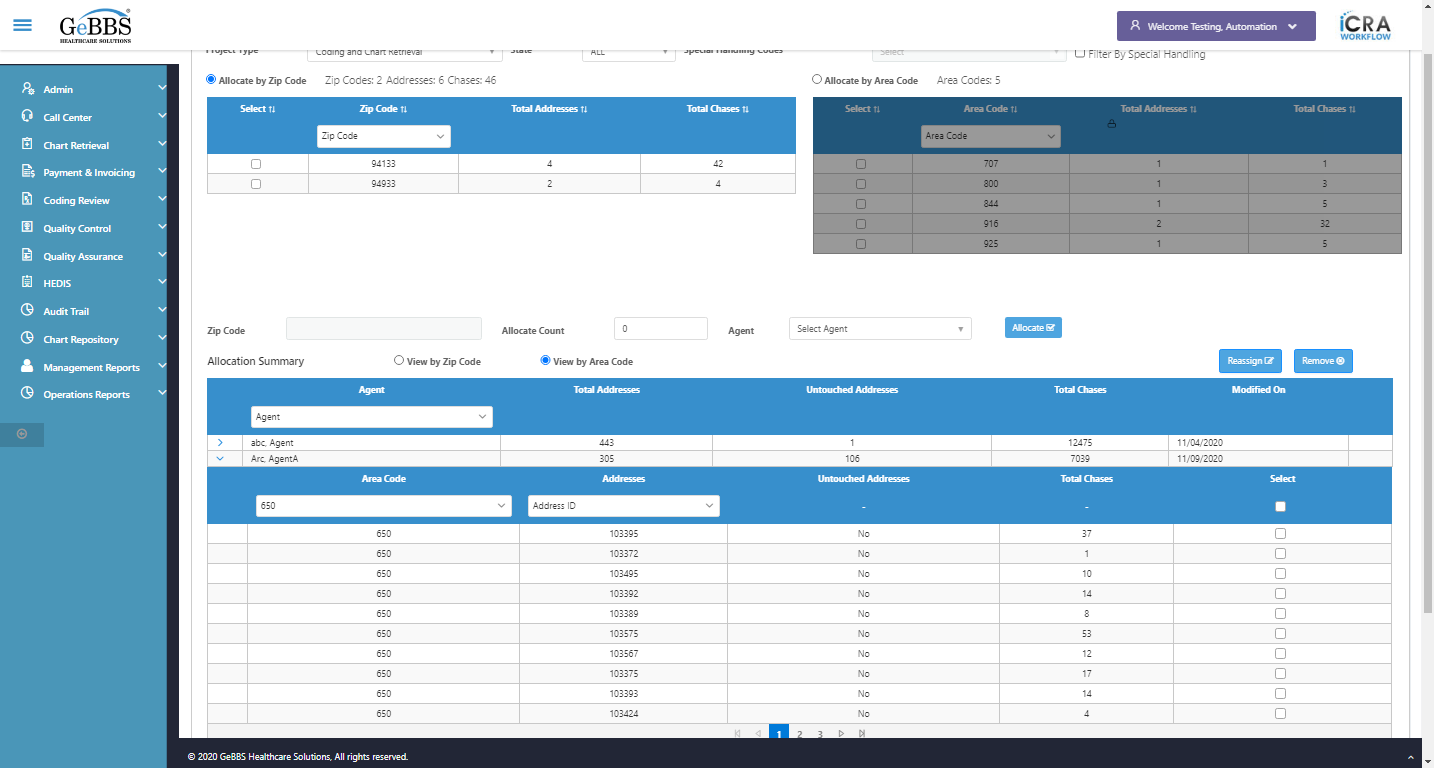 GeBBS
HEALTHCARE SOLUTIONS
Welcome Testing, Automation
iCRA
WORKFLOW
Project Type Coding and Chart Retrieval State ALL Special Handling Codes Select Filter By Special Handling
Admin
Call Center
Chart Retrieval
Payment & Invoicing
Coding Review
Quality Control
Quality Assurance
HEDIS
Audit Trail
Chart Repository
Management Reports
Operations Reports
Allocate by Zip Code Zip Codes: 2 Addresses: 6 Chases: 46
Select Zip Code Total Addresses Total Chases
Zip Code
94133 4 42
94933 2 4
Allocate by Area Code Area Codes: 5
Select Area Code Total Addresses Total Chases
Area Code
707 1 1
800 1 3
844 1 5
916 2 32
925 1 5
Zip Code Allocate Count 0 Agent Select Agent Allocate
Allocation Summary View by Zip Code View by Area Code Reassign Remove
Agent Total Addresses Untouched Addresses Total Chases Modified On
Agent
abc, Agent 443 1 12475 11/04/2020
Arc, AgentA 305 106 7039 11/09/2020
Area Code Addresses Untouched Addresses Total Chases Select
650 Address ID - -
650 103395 No 37
650 103372 No 1
650 103495 No 10
650 103392 No 14
650 103389 No 8
650 103575 No 53
650 103567 No 12
650 103375 No 17
650 103393 No 14
650 103424 No 4
1 2 3
© 2020 GeBBS Healthcare Solutions, All rights reserved.